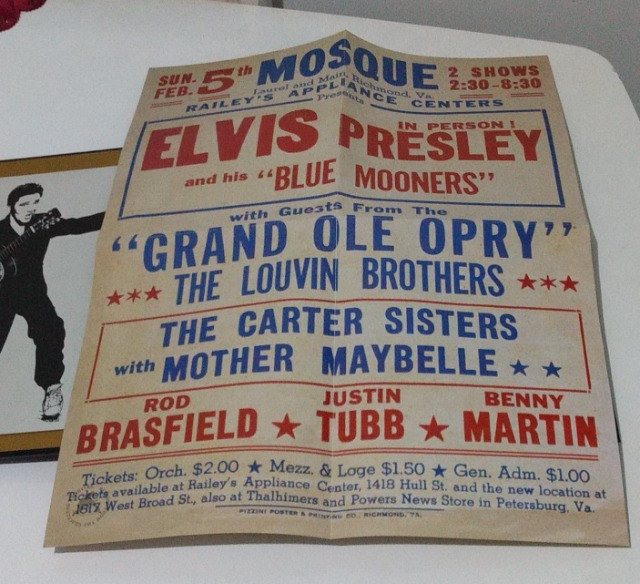 SUN. 5th MOSQUE 2 SHOWS
FEB. Laurel and Main, Richmond, Va. 2:30-8:30
RAILEY'S APPLIANCE CENTERS
Presents
IN PERSON!
ELVIS PRESLEY
and his "BLUE MOONERS"
with Guests From The
"GRAND OLE OPRY"
★★★ THE LOUVIN BROTHERS ★★★
THE CARTER SISTERS
with MOTHER MAYBELLE ★ ★
ROD JUSTIN BENNY
BRASFIELD ★ TUBB ★ MARTIN
Tickets: Orch. $2.00 ★ Mezz. & Loge $1.50 ★ Gen. Adm. $1.00
Tickets available at Railey's Appliance Center, 1418 Hull St. and the new location at
1817 West Broad St., also at Thalhimers and Powers News Store in Petersburg, Va.
PIZZINI POSTER & PRINTING CO., RICHMOND, VA.